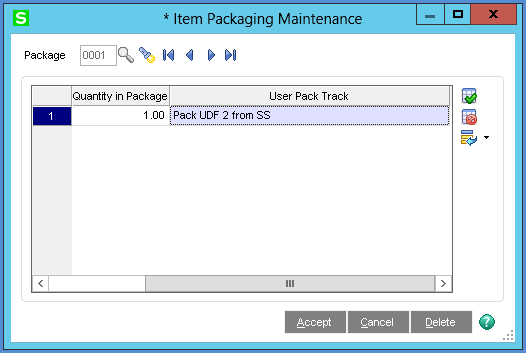 S
* Item Packaging Maintenance
Package 0001
Quantity in Package User Pack Track
1 1.00 Pack UDF 2 from SS
Accept Cancel Delete ?